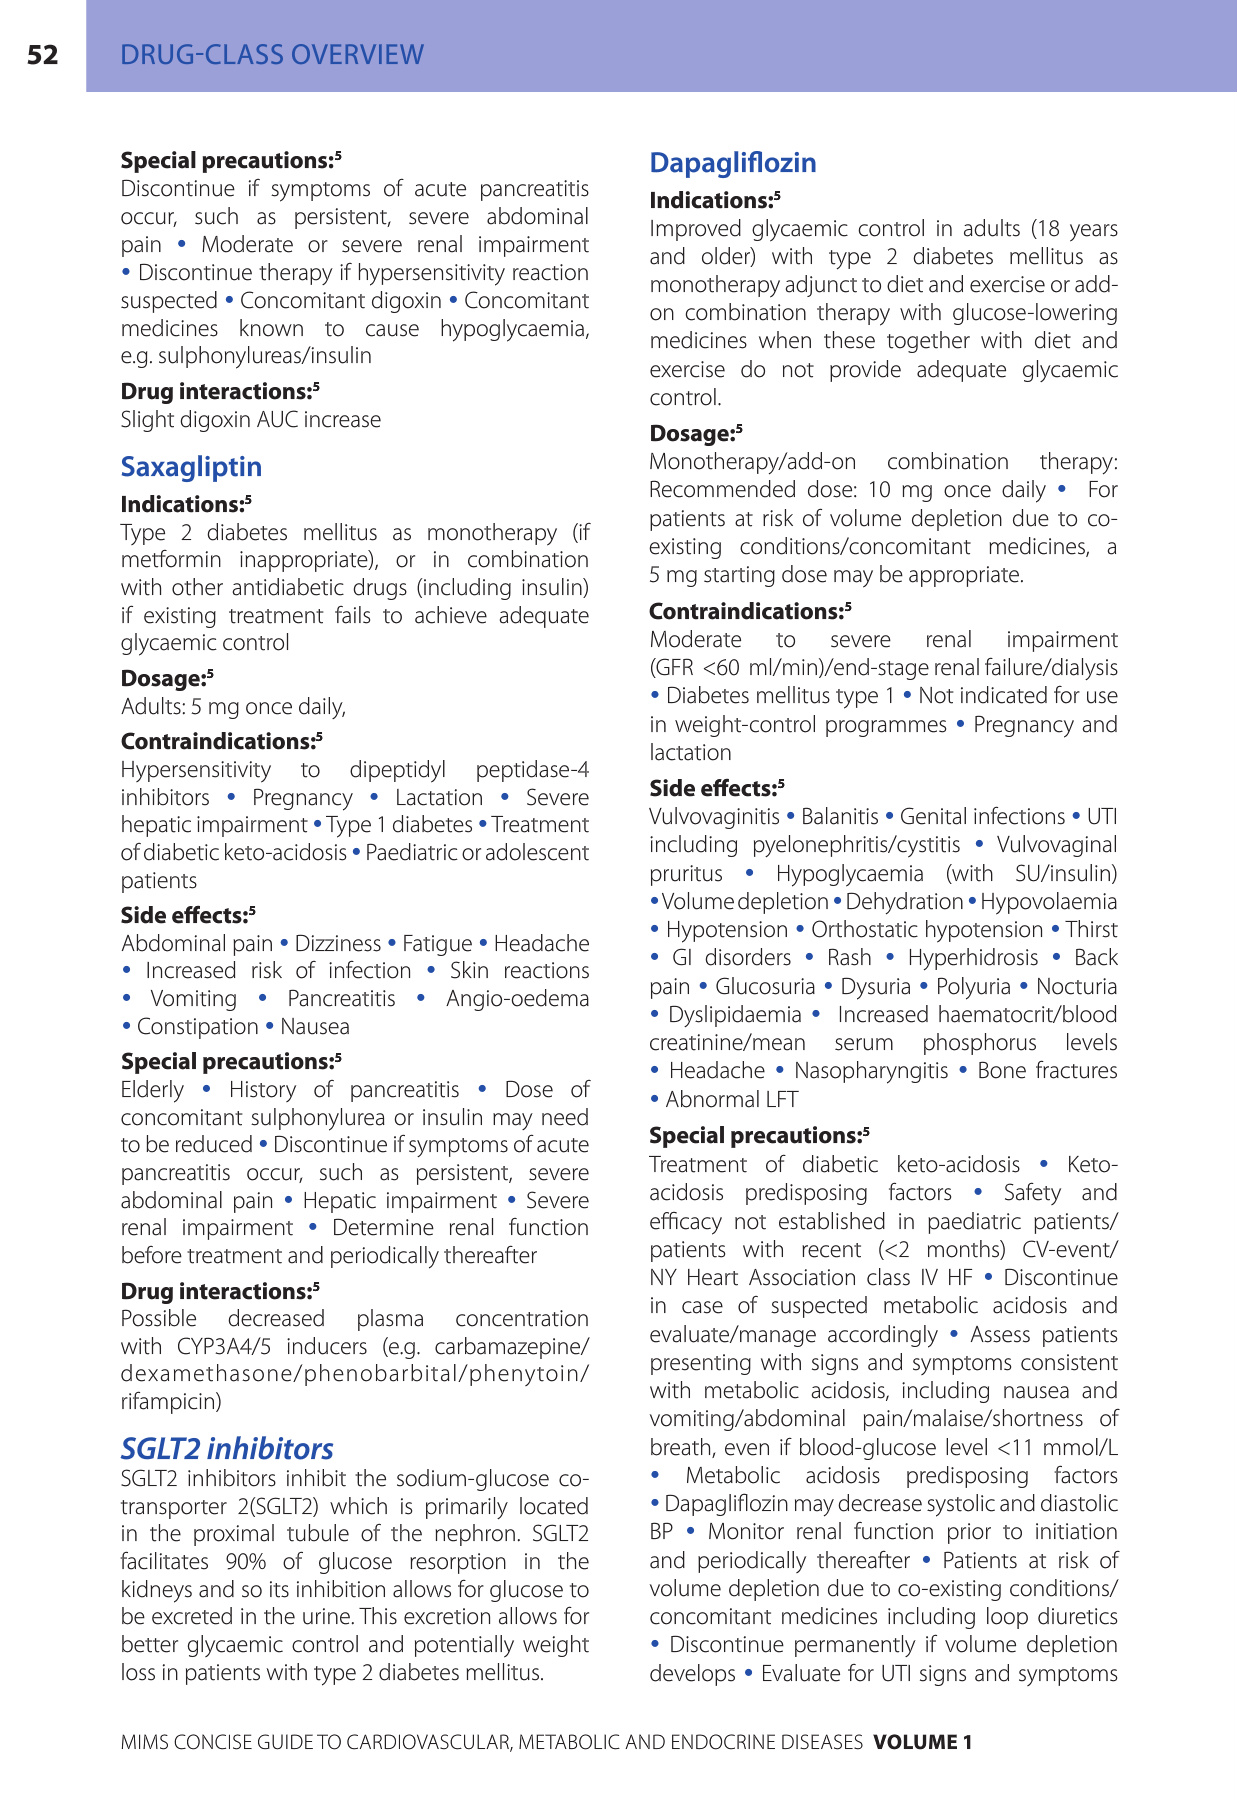 52
DRUG-CLASS OVERVIEW
Special precautions:5
Discontinue if symptoms of acute pancreatitis
occur, such as persistent, severe abdominal
pain • Moderate or severe renal impairment
• Discontinue therapy if hypersensitivity reaction
suspected • Concomitant digoxin • Concomitant
medicines known to cause hypoglycaemia,
e.g. sulphonylureas/insulin
Drug interactions:5
Slight digoxin AUC increase
Saxagliptin
Indications:5
Type 2 diabetes mellitus as monotherapy (if
metformin inappropriate), or in combination
with other antidiabetic drugs (including insulin)
if existing treatment fails to achieve adequate
glycaemic control
Dosage:5
Adults: 5 mg once daily,
Contraindications:5
Hypersensitivity to dipeptidyl peptidase-4
inhibitors • Pregnancy • Lactation • Severe
hepatic impairment • Type 1 diabetes • Treatment
of diabetic keto-acidosis • Paediatric or adolescent
patients
Side effects:5
Abdominal pain • Dizziness • Fatigue • Headache
• Increased risk of infection • Skin reactions
• Vomiting • Pancreatitis • Angio-oedema
• Constipation • Nausea
Special precautions:5
Elderly • History of pancreatitis • Dose of
concomitant sulphonylurea or insulin may need
to be reduced • Discontinue if symptoms of acute
pancreatitis occur, such as persistent, severe
abdominal pain • Hepatic impairment • Severe
renal impairment • Determine renal function
before treatment and periodically thereafter
Drug interactions:5
Possible decreased plasma concentration
with CYP3A4/5 inducers (e.g. carbamazepine/
dexamethasone/phenobarbital/phenytoin/
rifampicin)
SGLT2 inhibitors
SGLT2 inhibitors inhibit the sodium-glucose co-
transporter 2(SGLT2) which is primarily located
in the proximal tubule of the nephron. SGLT2
facilitates 90% of glucose resorption in the
kidneys and so its inhibition allows for glucose to
be excreted in the urine. This excretion allows for
better glycaemic control and potentially weight
loss in patients with type 2 diabetes mellitus.
Dapagliflozin
Indications:5
Improved glycaemic control in adults (18 years
and older) with type 2 diabetes mellitus as
monotherapy adjunct to diet and exercise or add-
on combination therapy with glucose-lowering
medicines when these together with diet and
exercise do not provide adequate glycaemic
control.
Dosage:5
Monotherapy/add-on combination therapy:
Recommended dose: 10 mg once daily • For
patients at risk of volume depletion due to co-
existing conditions/concomitant medicines, a
5 mg starting dose may be appropriate.
Contraindications:5
Moderate to severe renal impairment
(GFR <60 ml/min)/end-stage renal failure/dialysis
• Diabetes mellitus type 1 • Not indicated for use
in weight-control programmes • Pregnancy and
lactation
Side effects:5
Vulvovaginitis • Balanitis • Genital infections • UTI
including pyelonephritis/cystitis • Vulvovaginal
pruritus • Hypoglycaemia (with SU/insulin)
• Volume depletion • Dehydration • Hypovolaemia
• Hypotension • Orthostatic hypotension • Thirst
• GI disorders • Rash • Hyperhidrosis • Back
pain • Glucosuria • Dysuria • Polyuria • Nocturia
• Dyslipidaemia • Increased haematocrit/blood
creatinine/mean serum phosphorus levels
• Headache • Nasopharyngitis • Bone fractures
• Abnormal LFT
Special precautions:5
Treatment of diabetic keto-acidosis • Keto-
acidosis predisposing factors • Safety and
efficacy not established in paediatric patients/
patients with recent (<2 months) CV-event/
NY Heart Association class IV HF • Discontinue
in case of suspected metabolic acidosis and
evaluate/manage accordingly • Assess patients
presenting with signs and symptoms consistent
with metabolic acidosis, including nausea and
vomiting/abdominal pain/malaise/shortness of
breath, even if blood-glucose level <11 mmol/L
• Metabolic acidosis predisposing factors
• Dapagliflozin may decrease systolic and diastolic
BP • Monitor renal function prior to initiation
and periodically thereafter • Patients at risk of
volume depletion due to co-existing conditions/
concomitant medicines including loop diuretics
• Discontinue permanently if volume depletion
develops • Evaluate for UTI signs and symptoms
MIMS CONCISE GUIDE TO CARDIOVASCULAR, METABOLIC AND ENDOCRINE DISEASES VOLUME 1